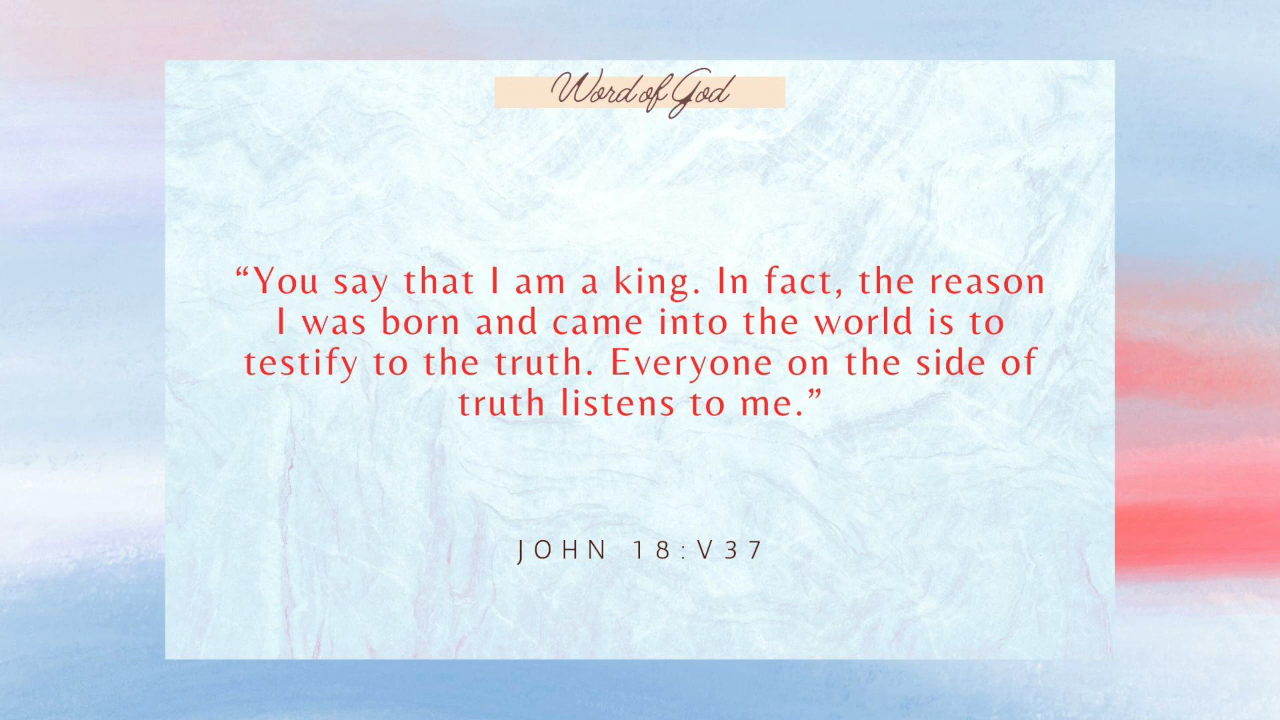 Word of God
“You say that I am a king. In fact, the reason
I was born and came into the world is to
testify to the truth. Everyone on the side of
truth listens to me.”
JOHN 18:V37